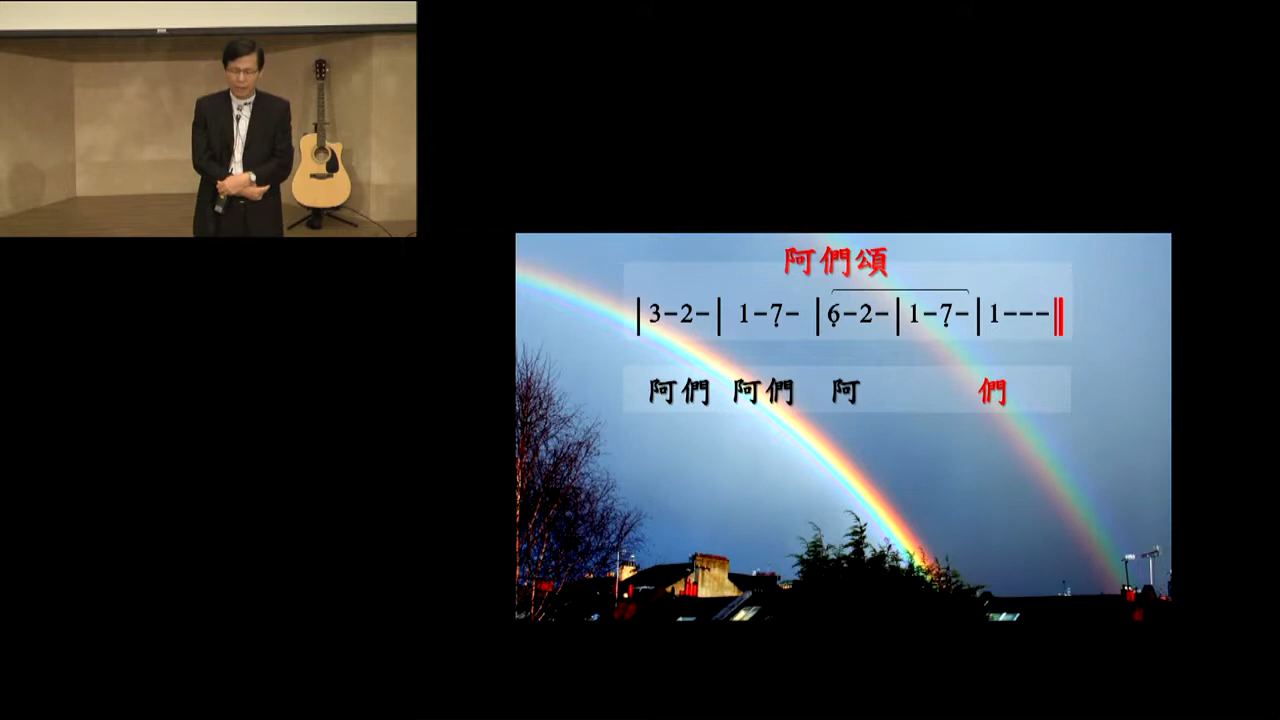 阿們頌
|3-2-| 1-7̣- |6̣-2-|1-7̣-|1---‖
阿們 阿們 阿 們